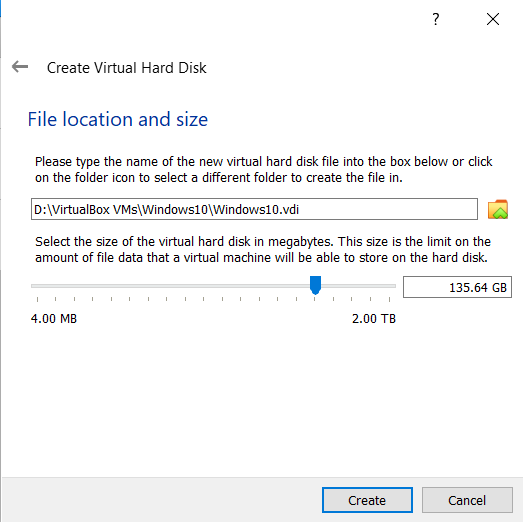 ?
Create Virtual Hard Disk
File location and size
Please type the name of the new virtual hard disk file into the box below or click
on the folder icon to select a different folder to create the file in.
D:\VirtualBox VMs\Windows10\Windows10.vdi
Select the size of the virtual hard disk in megabytes. This size is the limit on the
amount of file data that a virtual machine will be able to store on the hard disk.
135.64 GB
4.00 MB 2.00 TB
Create Cancel